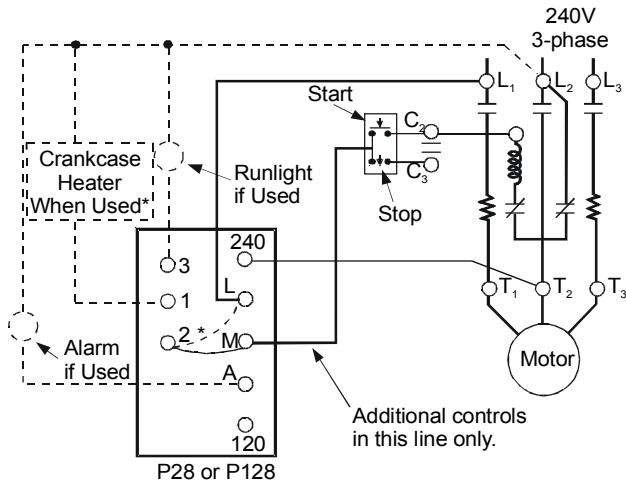 240V
3-phase
L1
L2
L3
Start
C2
C3
Crankcase
Heater
When Used*
Runlight
if Used
Stop
240
3
L
1
T1
T2
T3
2 *
M
Alarm
if Used
Motor
A
Additional controls
in this line only.
120
P28 or P128